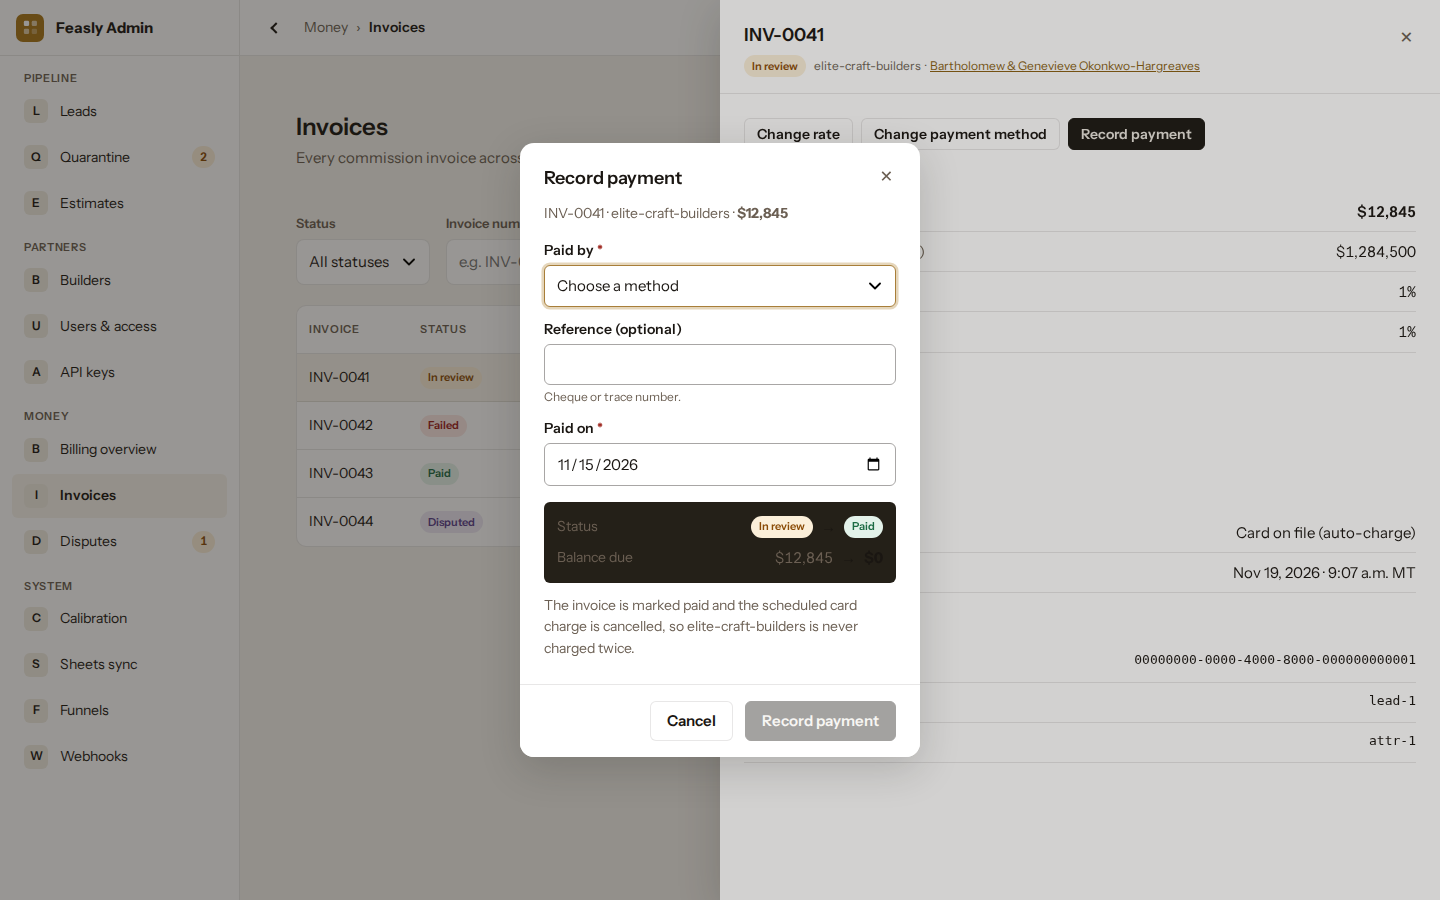 Feasly Admin
PIPELINE
L Leads
Q Quarantine 2
E Estimates
PARTNERS
B Builders
U Users & access
A API keys
MONEY
B Billing overview
I Invoices
D Disputes 1
SYSTEM
C Calibration
S Sheets sync
F Funnels
W Webhooks
Money › Invoices
Invoices
Every commission invoice across
Status
All statuses
Invoice num
e.g. INV-
INVOICE STATUS
INV-0041 In review
INV-0042 Failed
INV-0043 Paid
INV-0044 Disputed
INV-0041
In review elite-craft-builders · Bartholomew & Genevieve Okonkwo-Hargreaves
Change rate Change payment method Record payment
$12,845
) $1,284,500
1%
1%
Card on file (auto-charge)
Nov 19, 2026 · 9:07 a.m. MT
00000000-0000-4000-8000-000000000001
lead-1
attr-1
Record payment
INV-0041 · elite-craft-builders · $12,845
Paid by *
Choose a method
Reference (optional)
Cheque or trace number.
Paid on *
11/15/2026
Status In review → Paid
Balance due $12,845 → $0
The invoice is marked paid and the scheduled card
charge is cancelled, so elite-craft-builders is never
charged twice.
Cancel Record payment